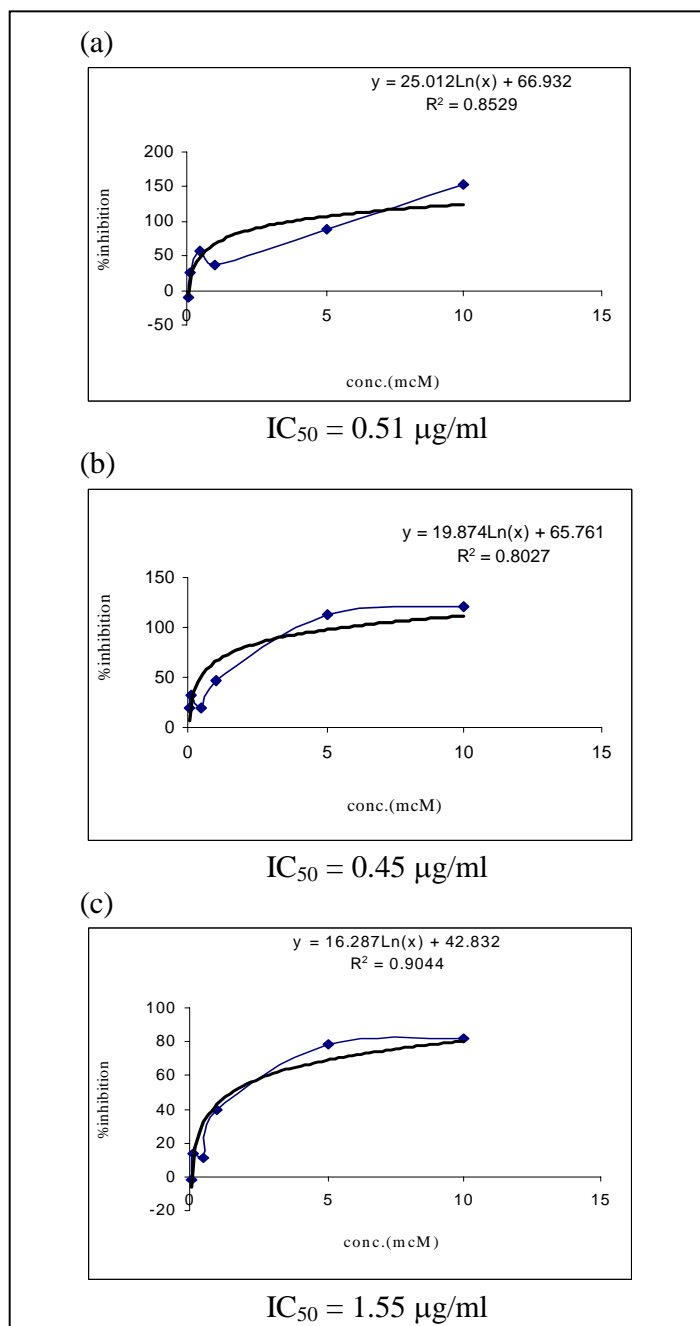 (a)
y = 25.012Ln(x) + 66.932
R² = 0.8529
200
150
100
50
0
-50
0
5
10
15
%inhibition
conc.(mcM)
IC₅₀ = 0.51 μg/ml
(b)
y = 19.874Ln(x) + 65.761
R² = 0.8027
150
100
50
0
0
5
10
15
%inhibition
conc.(mcM)
IC₅₀ = 0.45 μg/ml
(c)
y = 16.287Ln(x) + 42.832
R² = 0.9044
100
80
60
40
20
0
-20
0
5
10
15
%inhibition
conc.(mcM)
IC₅₀ = 1.55 μg/ml